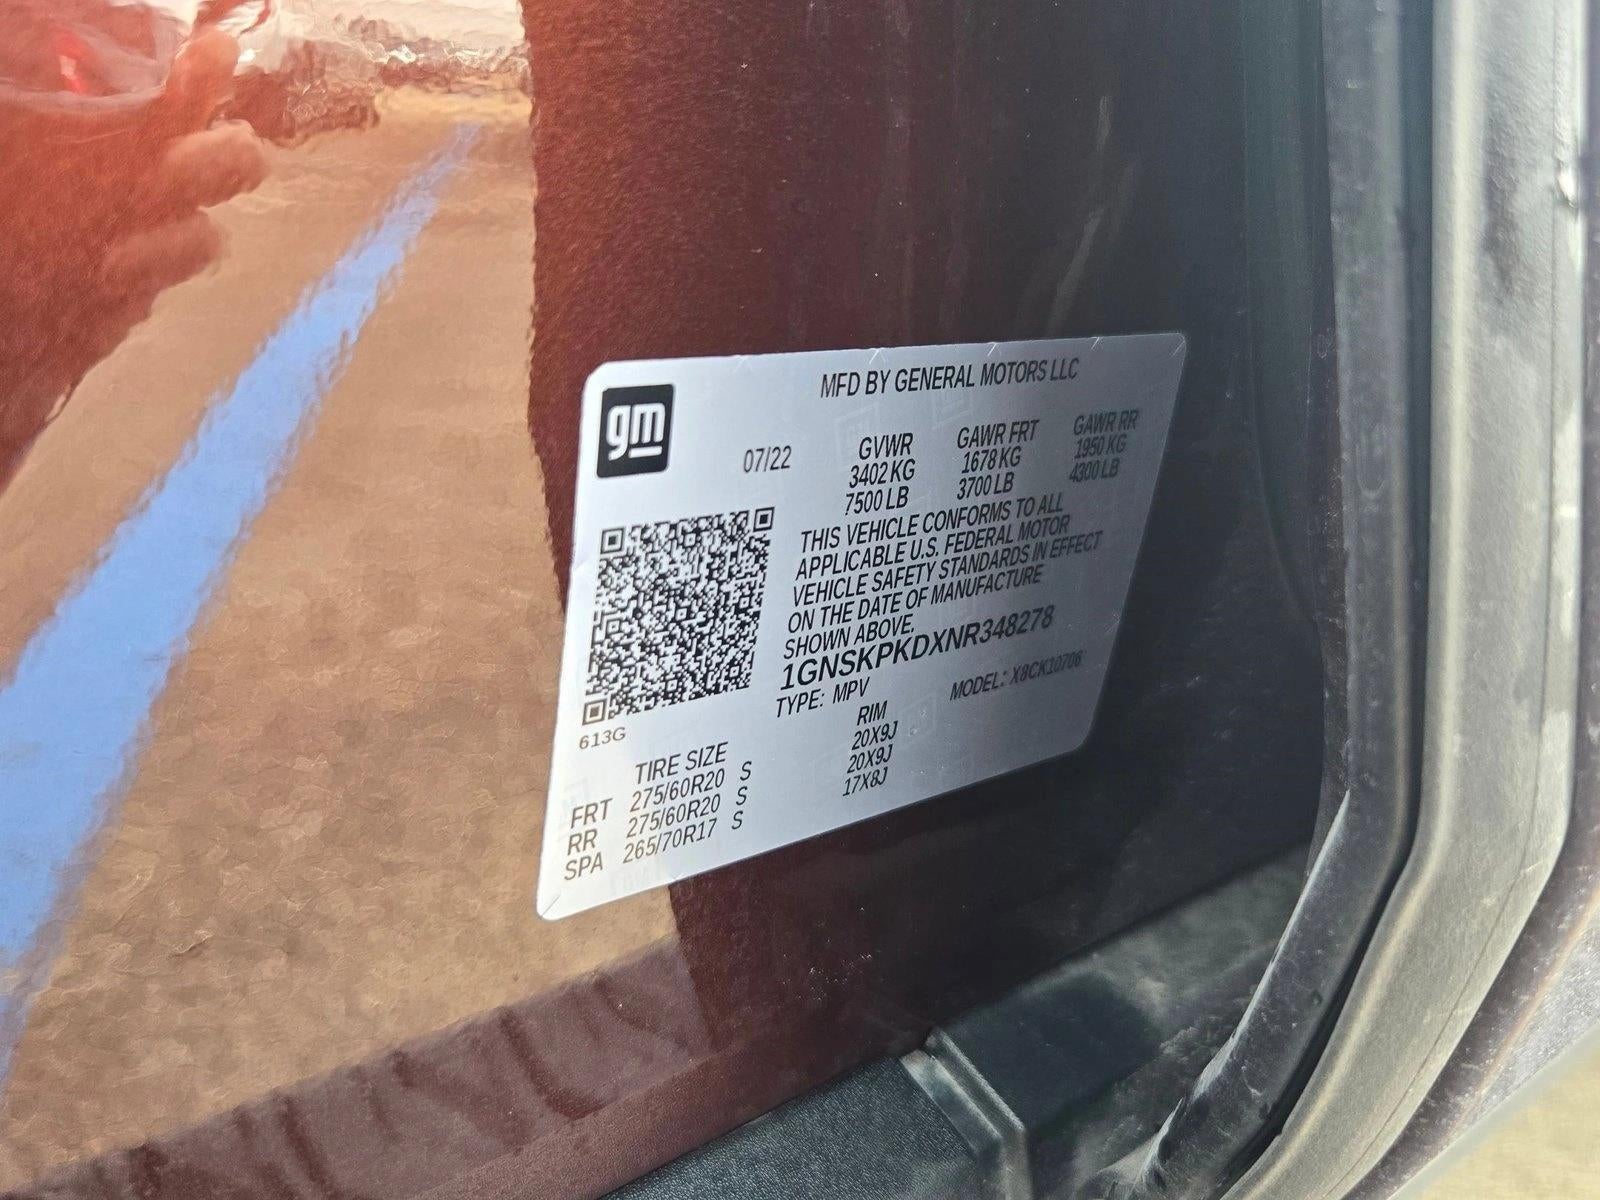 MFD BY GENERAL MOTORS LLC
gm
07/22 GVWR GAWR FRT GAWR RR
3402 KG 1678 KG 1950 KG
7500 LB 3700 LB 4300 LB
THIS VEHICLE CONFORMS TO ALL
APPLICABLE U.S. FEDERAL MOTOR
VEHICLE SAFETY STANDARDS IN EFFECT
ON THE DATE OF MANUFACTURE
SHOWN ABOVE.
1GNSKPKDXNR348278
TYPE: MPV MODEL: X8CK10706
613G
TIRE SIZE RIM
FRT 275/60R20 S 20X9J
RR 275/60R20 S 20X9J
SPA 265/70R17 S 17X8J